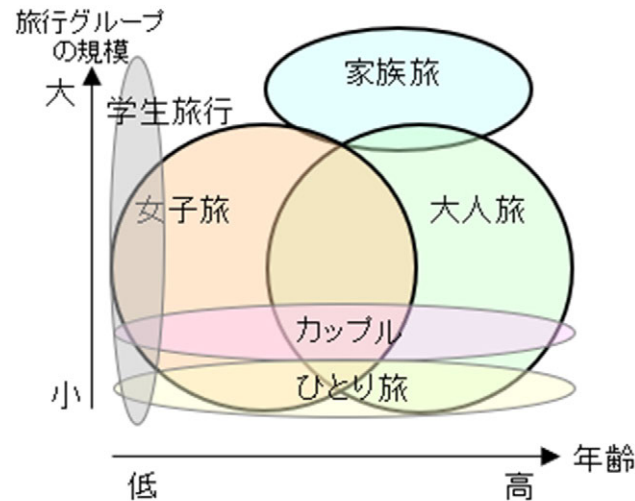 旅行グループ
の規模
大
家族旅
学生旅行
女子旅
大人旅
カップル
ひとり旅
小
年齢
低
高